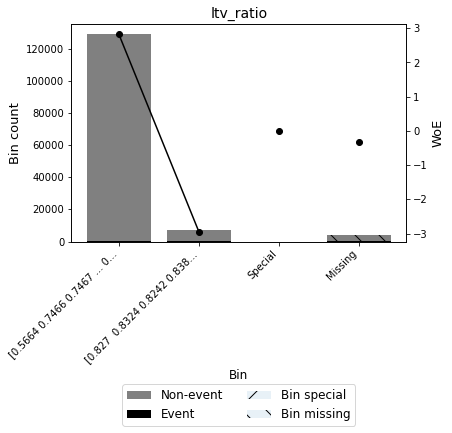 ltv_ratio
120000
100000
80000
60000
40000
20000
0
Bin count
3
2
1
0
−1
−2
−3
WoE
[0.5664 0.7466 0.7467 ... 0...
[0.827  0.8324 0.8242 0.838...
Special
Missing
Bin
Non-event
Event
Bin special
Bin missing